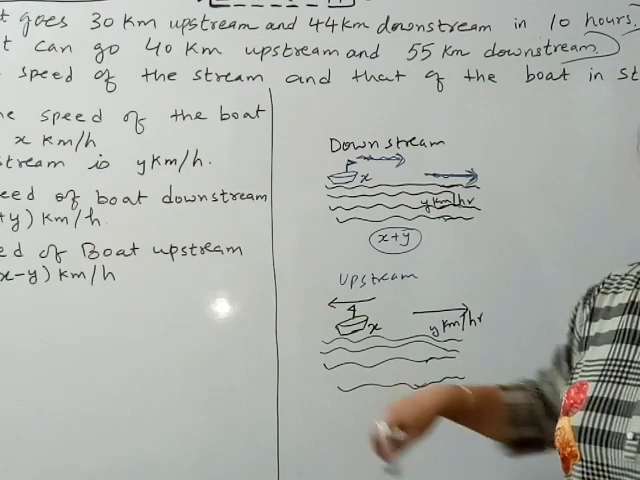 t goes 30 Km upstream and 44km downstream in 10 hours.
t can go 40 Km upstream and 55 Km downstream
speed of the stream and that of the boat in st
he speed of the boat
x KM/h
stream is yKm/h.
eed of boat downstream
+y) Km/h.
ed of Boat upstream
x-y) Km/h
Downstream
x
y Km/hr
x+y
Upstream
x
y Km/hr